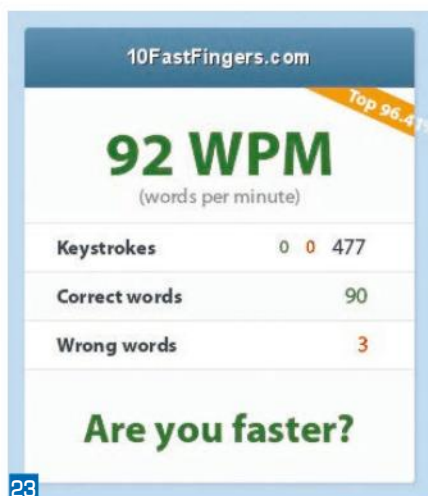 10FastFingers.com
Top 96.41%
92 WPM
(words per minute)
Keystrokes 0 0 477
Correct words 90
Wrong words 3
Are you faster?
23